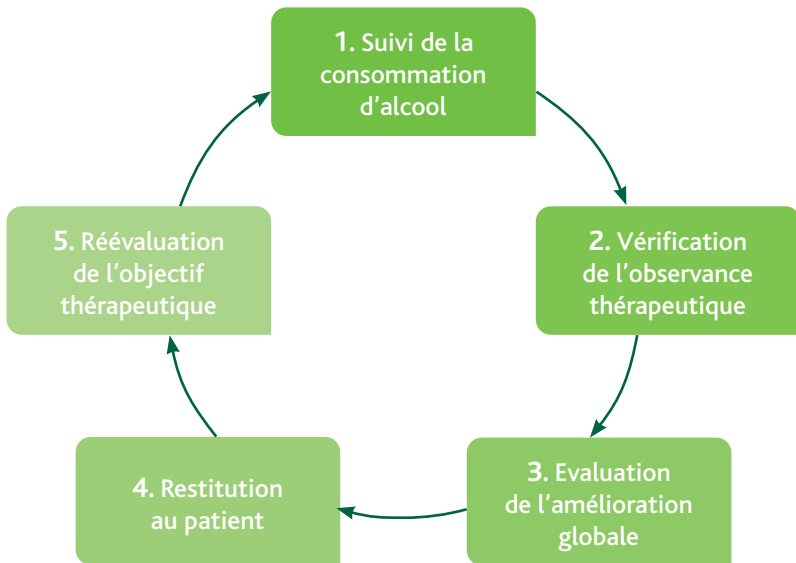 1. Suivi de la
consommation
d’alcool
2. Vérification
de l’observance
thérapeutique
3. Evaluation
de l’amélioration
globale
4. Restitution
au patient
5. Réévaluation
de l’objectif
thérapeutique